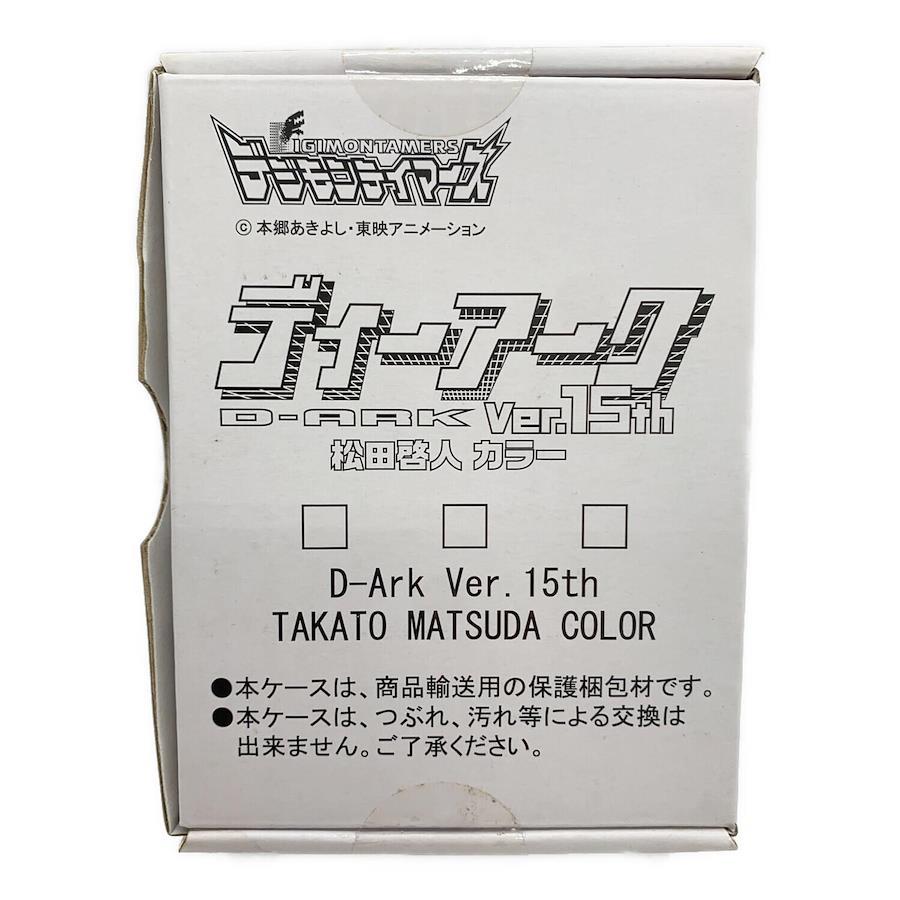 DIGIMONTAMERS
デジモンテイマーズ
© 本郷あきよし・東映アニメーション
ディーアーク
D-ARK Ver.15th
松田啓人 カラー
D-Ark Ver.15th
TAKATO MATSUDA COLOR
●本ケースは、商品輸送用の保護梱包材です。
●本ケースは、つぶれ、汚れ等による交換は
出来ません。ご了承ください。